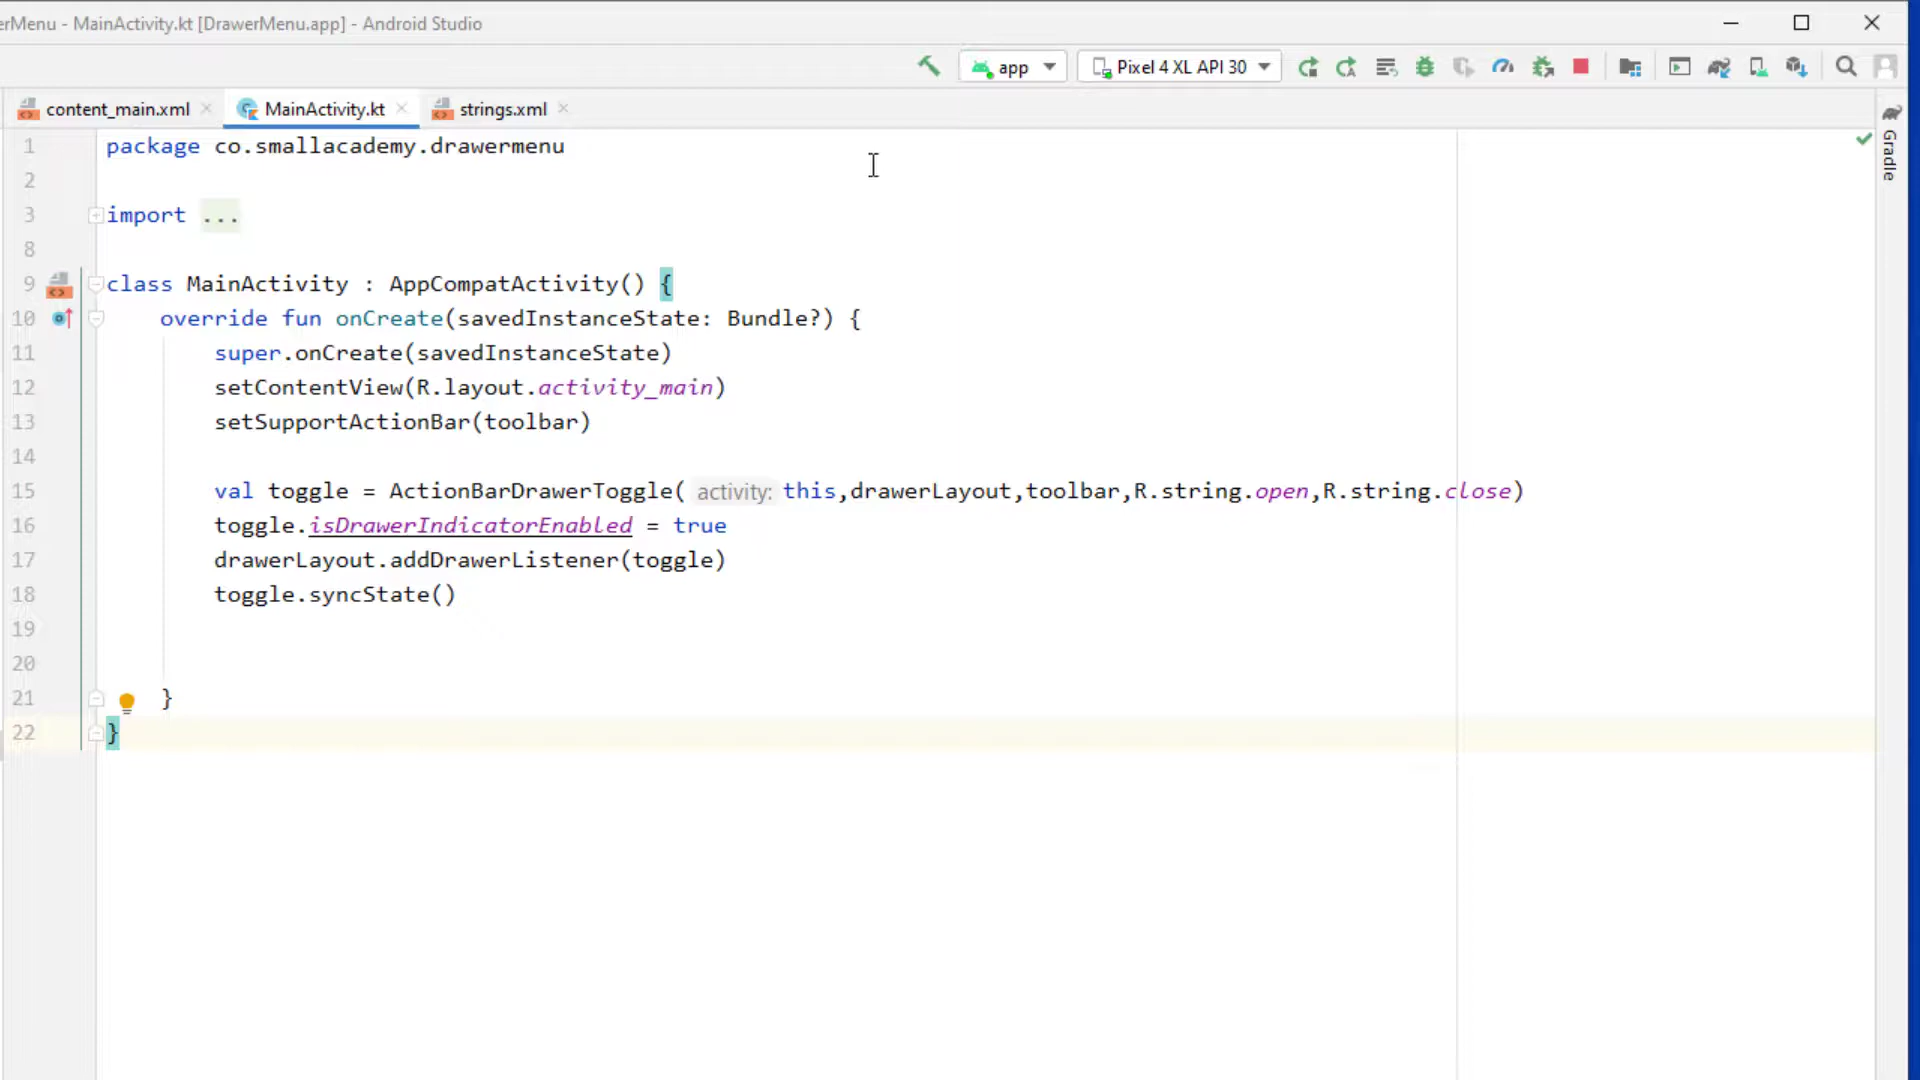 erMenu - MainActivity.kt [DrawerMenu.app] - Android Studio
app Pixel 4 XL API 30
content_main.xml MainActivity.kt strings.xml
Gradle
1 package co.smallacademy.drawermenu
2
3 import ...
8
9 class MainActivity : AppCompatActivity() {
10 override fun onCreate(savedInstanceState: Bundle?) {
11 super.onCreate(savedInstanceState)
12 setContentView(R.layout.activity_main)
13 setSupportActionBar(toolbar)
14
15 val toggle = ActionBarDrawerToggle( activity: this,drawerLayout,toolbar,R.string.open,R.string.close)
16 toggle.isDrawerIndicatorEnabled = true
17 drawerLayout.addDrawerListener(toggle)
18 toggle.syncState()
19
20
21 }
22 }